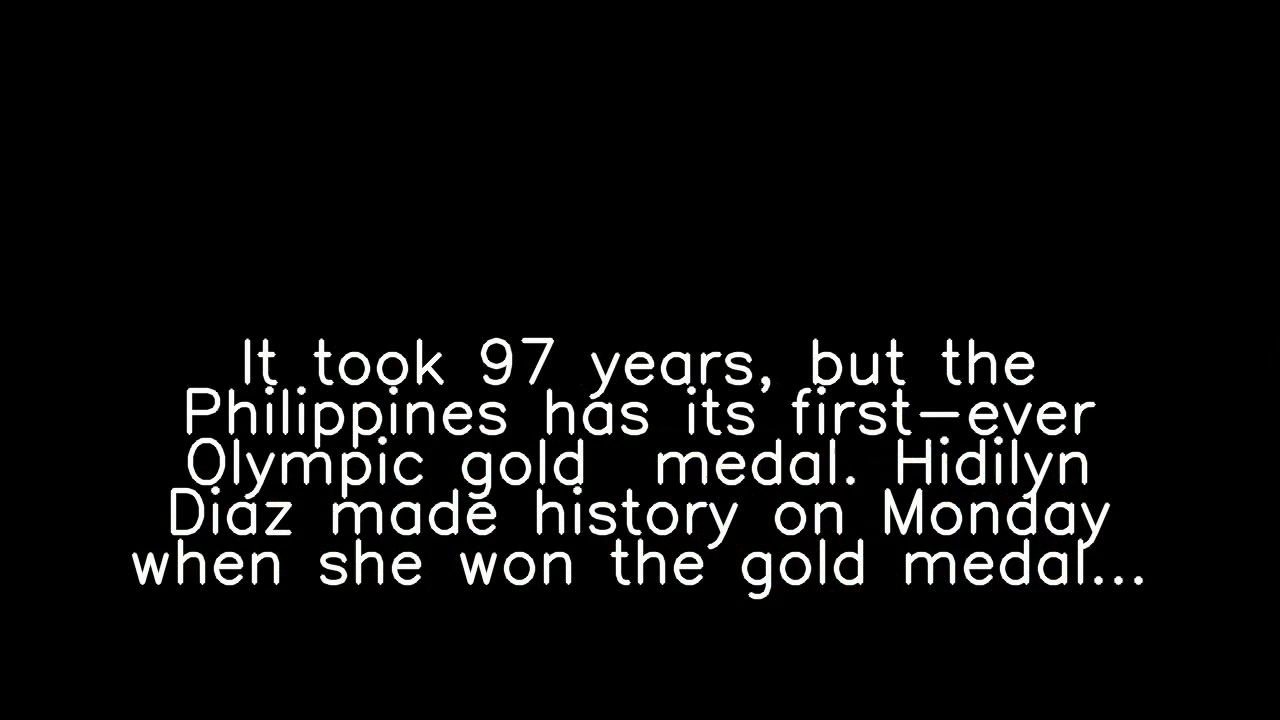 It took 97 years, but the
Philippines has its first-ever
Olympic gold  medal. Hidilyn
Diaz made history on Monday
when she won the gold medal...